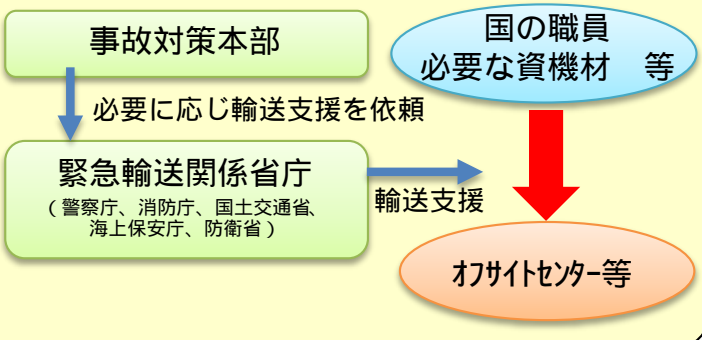 事故対策本部
必要に応じ輸送支援を依頼
緊急輸送関係省庁
(警察庁、消防庁、国土交通省、
海上保安庁、防衛省)
輸送支援
国の職員
必要な資機材　等
ｵﾌｻｲﾄｾﾝﾀｰ等